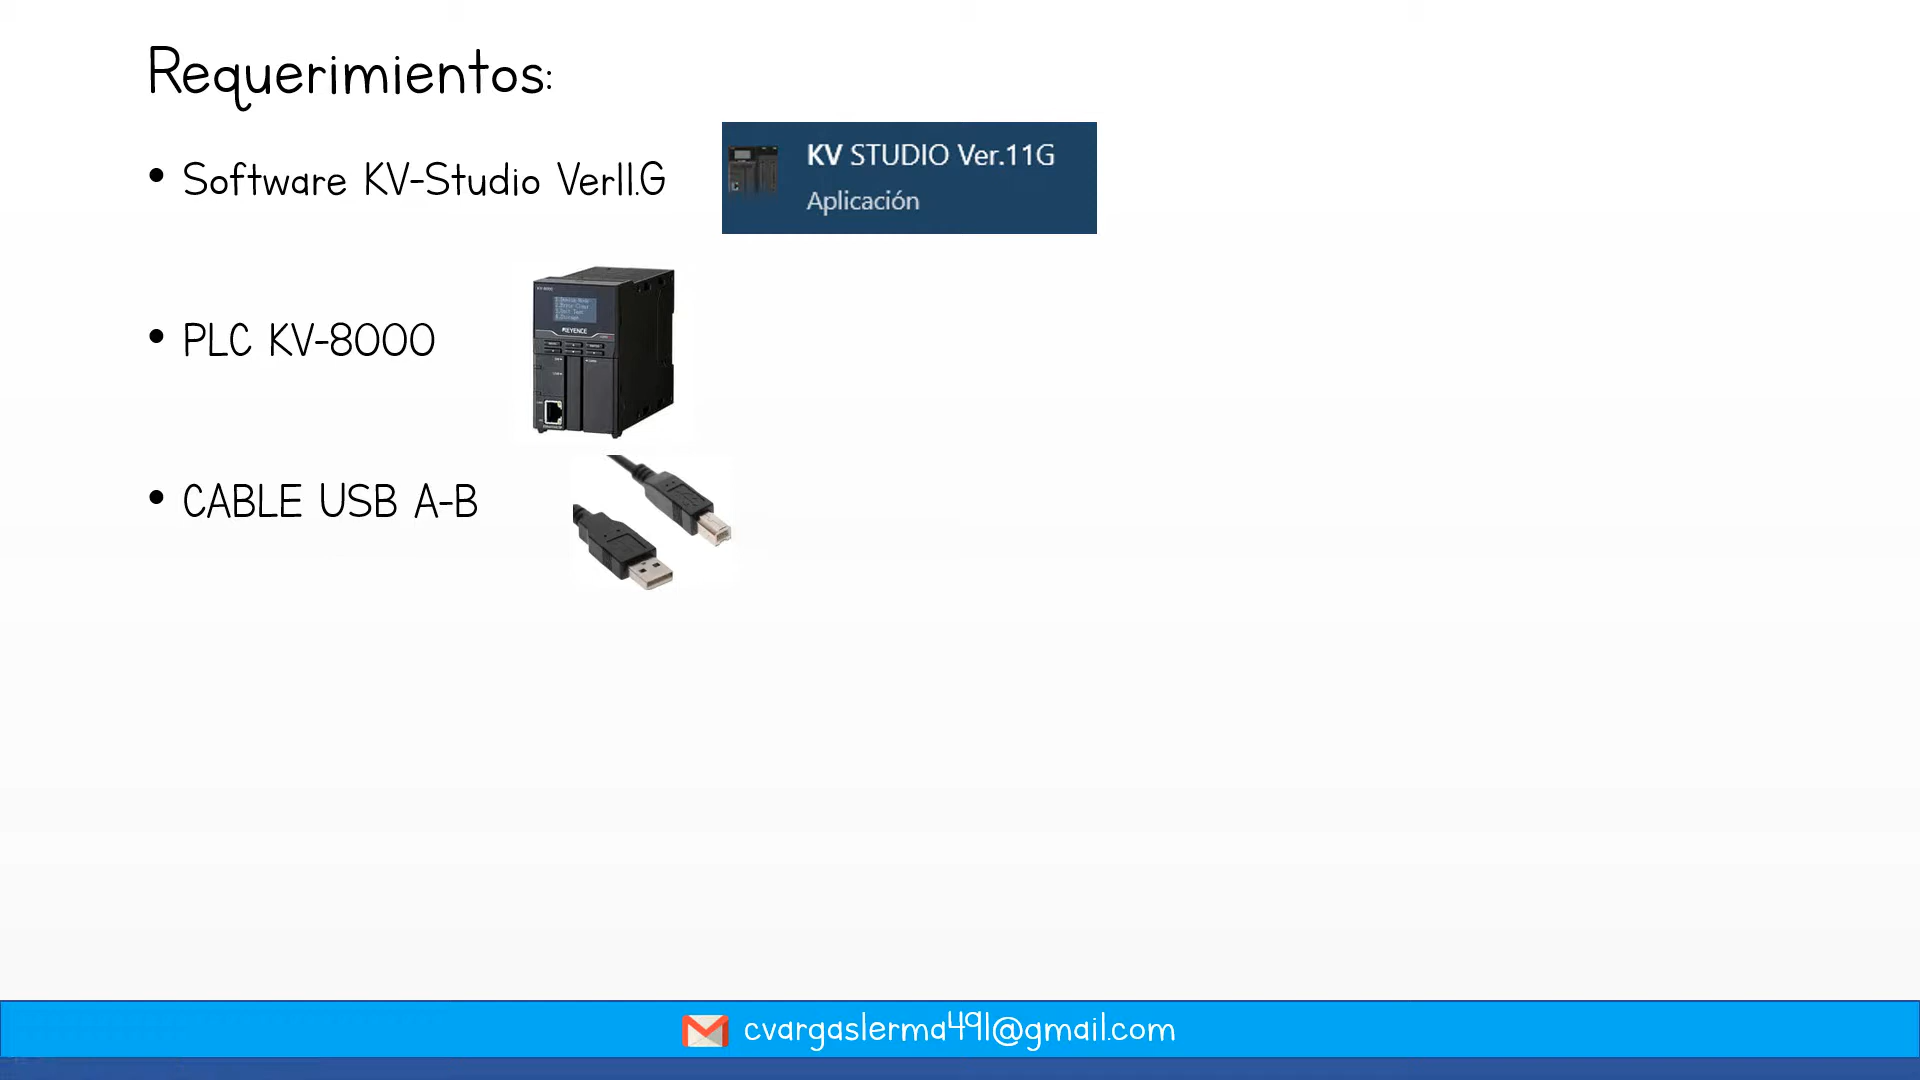 Requerimientos:
• Software KV-Studio Ver11.G
KV STUDIO Ver.11G
Aplicación
KEYENCE
• PLC KV-8000
• CABLE USB A-B
cvargaslerma491@gmail.com